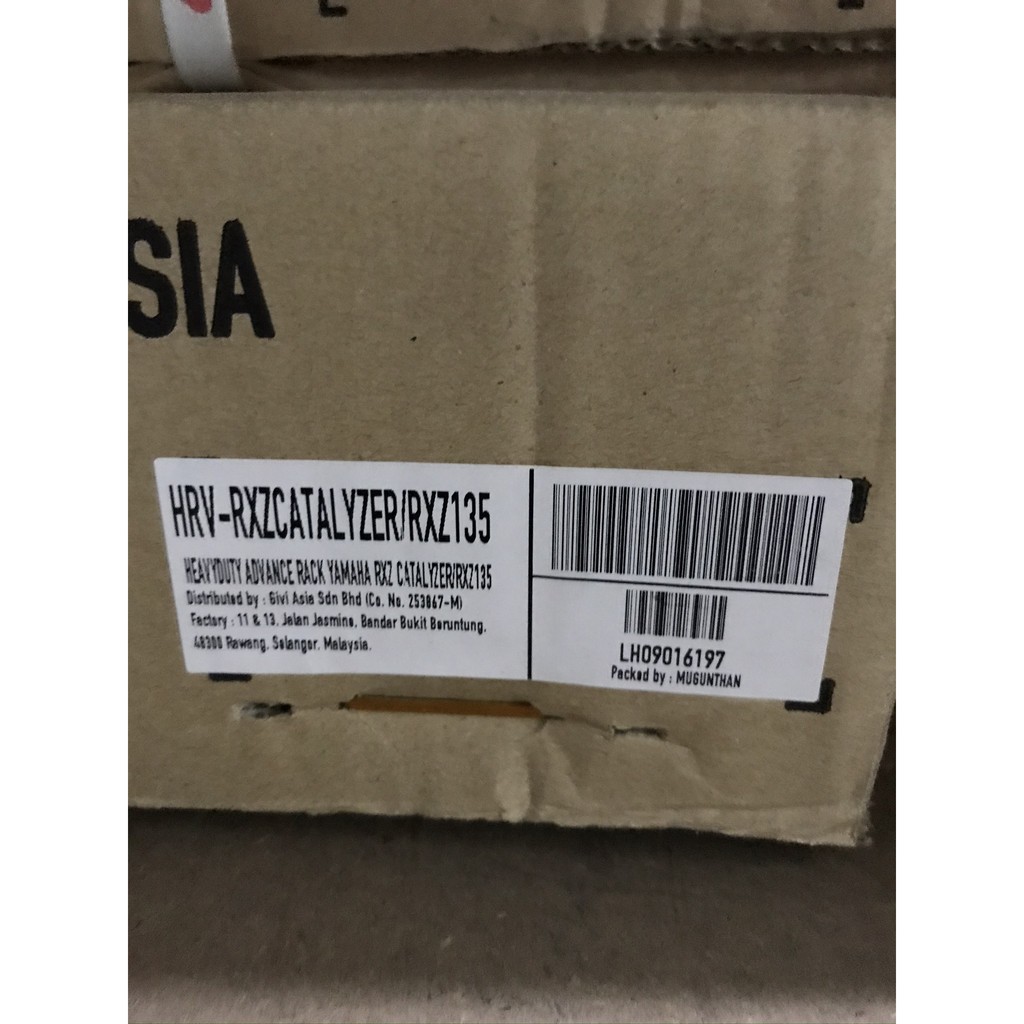 SIA
HRV-RXZCATALYZER/RXZ135
HEAVYDUTY ADVANCE RACK YAMAHA RXZ CATALYZER/RXZ135
Distributed by : Givi Asia Sdn Bhd (Co. No. 253867-M)
Factory : 11 & 13, Jalan Jasmine, Bandar Bukit Beruntung,
48300 Rawang, Selangor, Malaysia.
LH09016197
Packed by : MUGUNTHAN